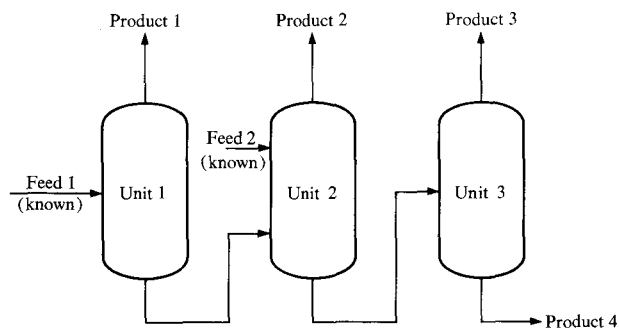 Product 1
Product 2
Product 3
Feed 1
(known)
Unit 1
Feed 2
(known)
Unit 2
Unit 3
Product 4